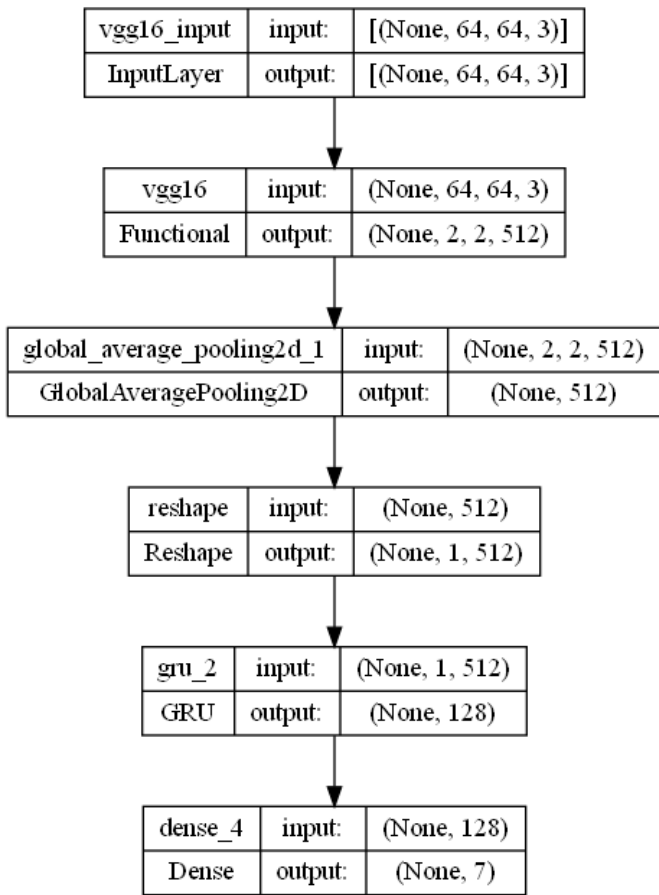 vgg16_input input: [(None, 64, 64, 3)]
InputLayer output: [(None, 64, 64, 3)]
vgg16 input: (None, 64, 64, 3)
Functional output: (None, 2, 2, 512)
global_average_pooling2d_1 input: (None, 2, 2, 512)
GlobalAveragePooling2D output: (None, 512)
reshape input: (None, 512)
Reshape output: (None, 1, 512)
gru_2 input: (None, 1, 512)
GRU output: (None, 128)
dense_4 input: (None, 128)
Dense output: (None, 7)